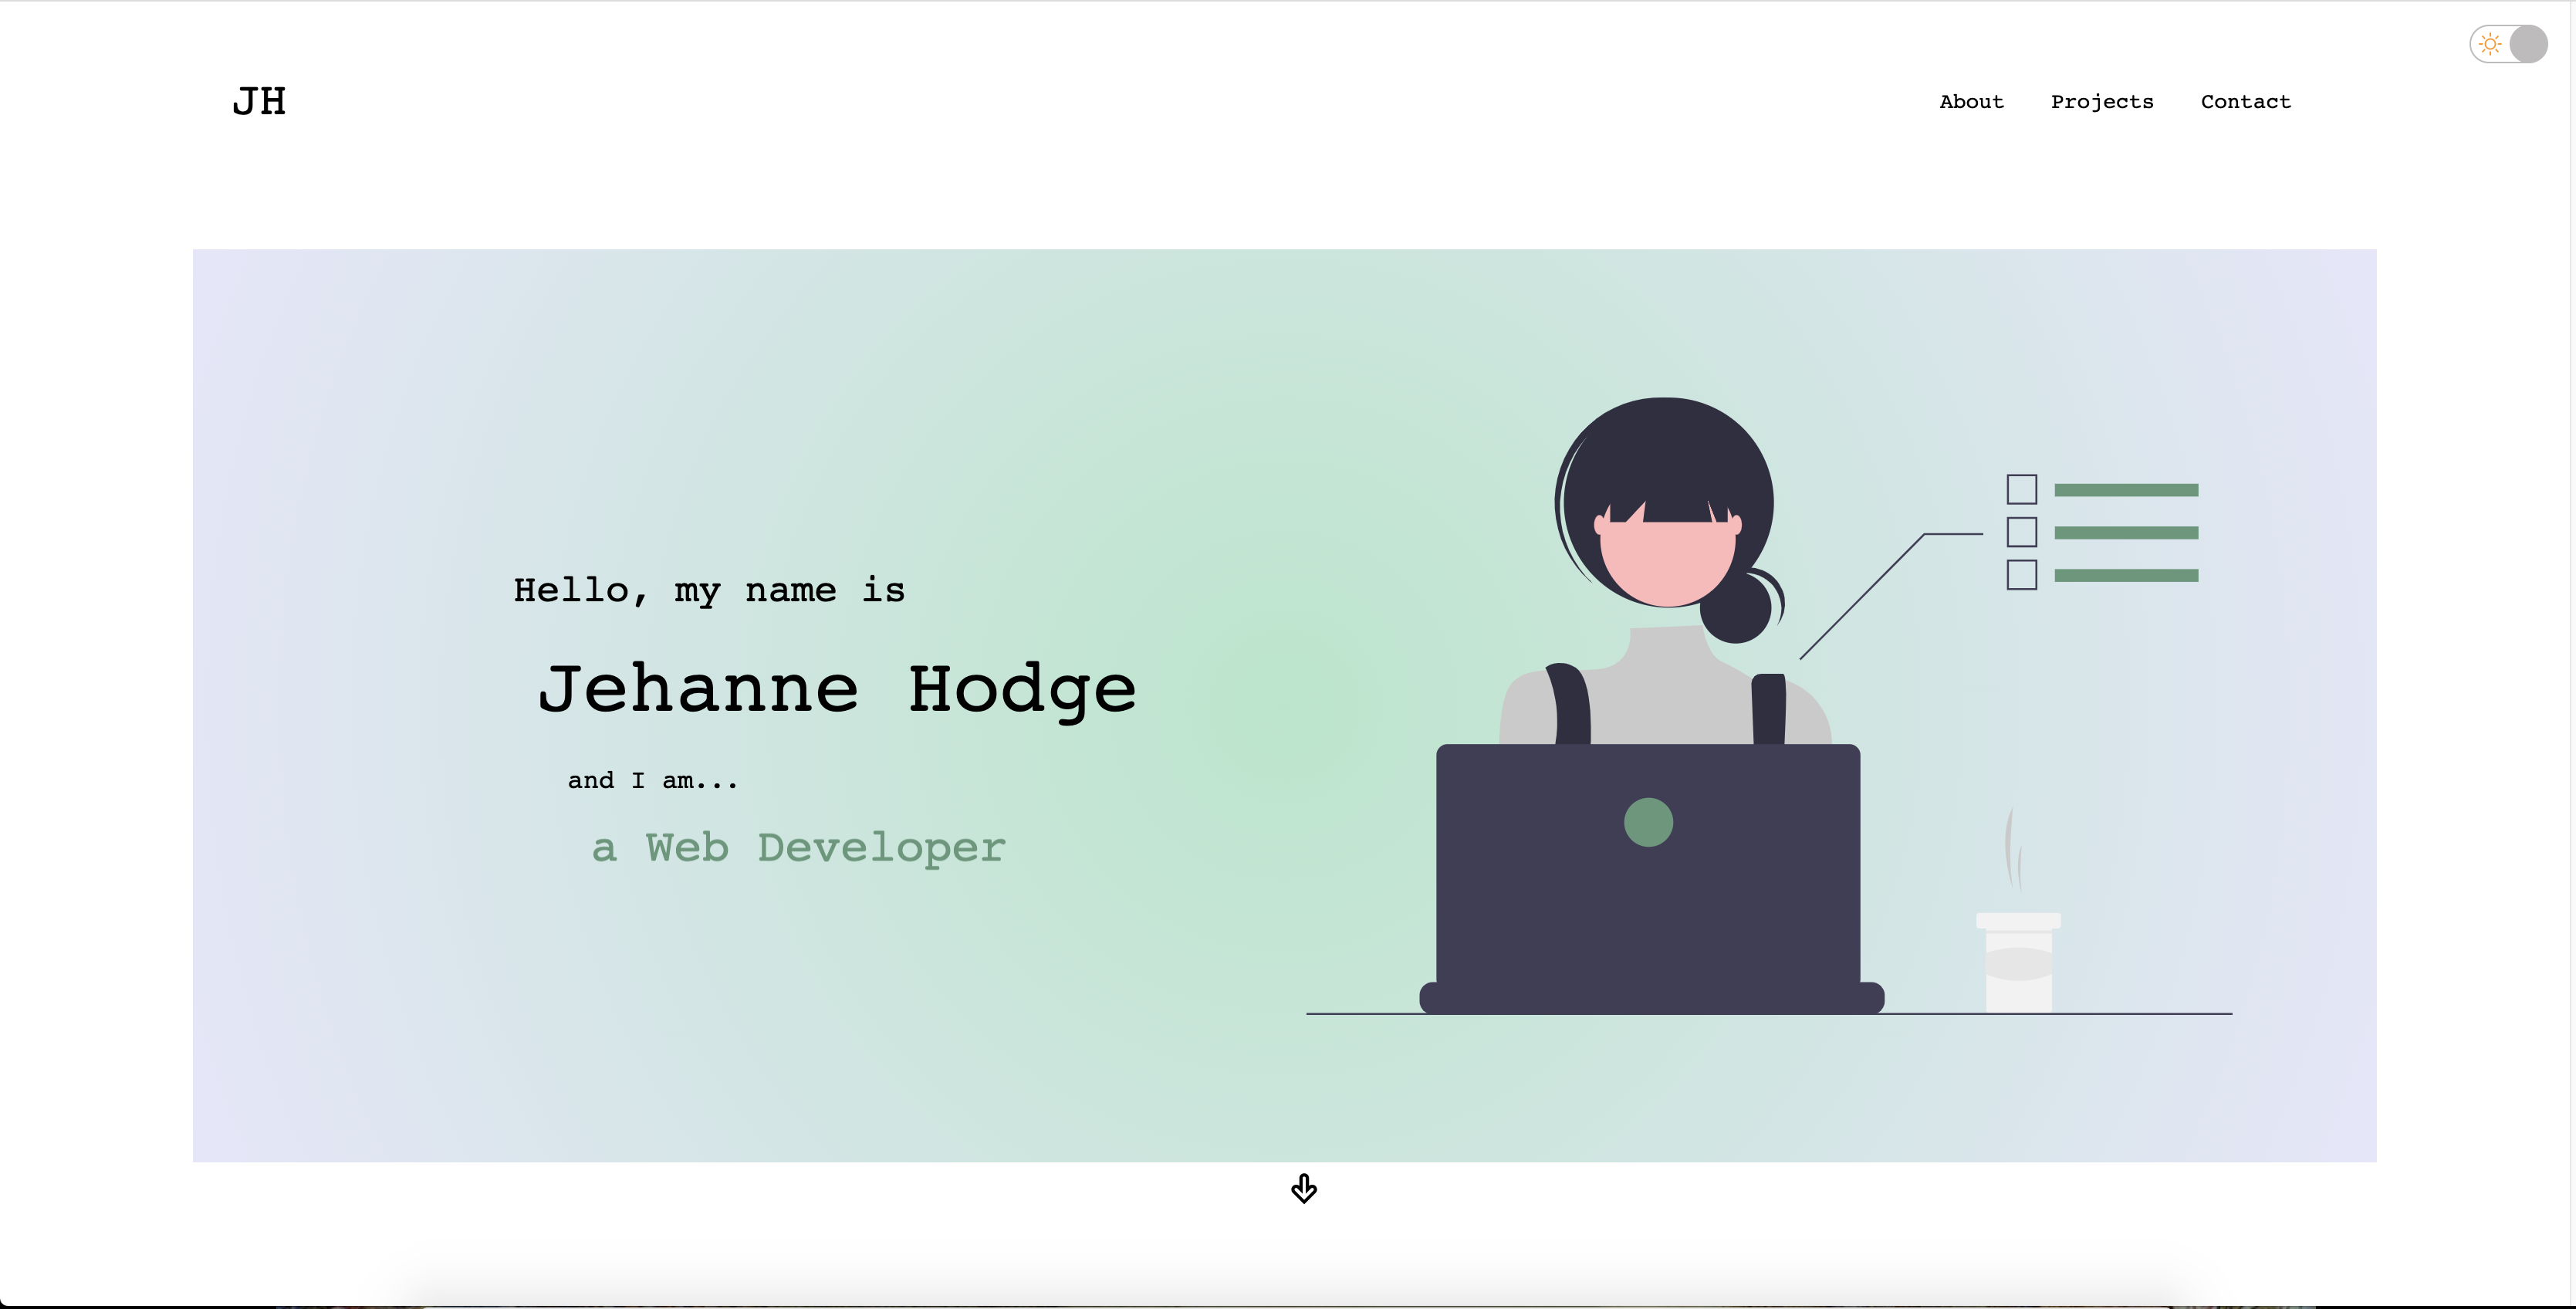 JH
About Projects Contact
Hello, my name is
Jehanne Hodge
and I am...
a Web Developer